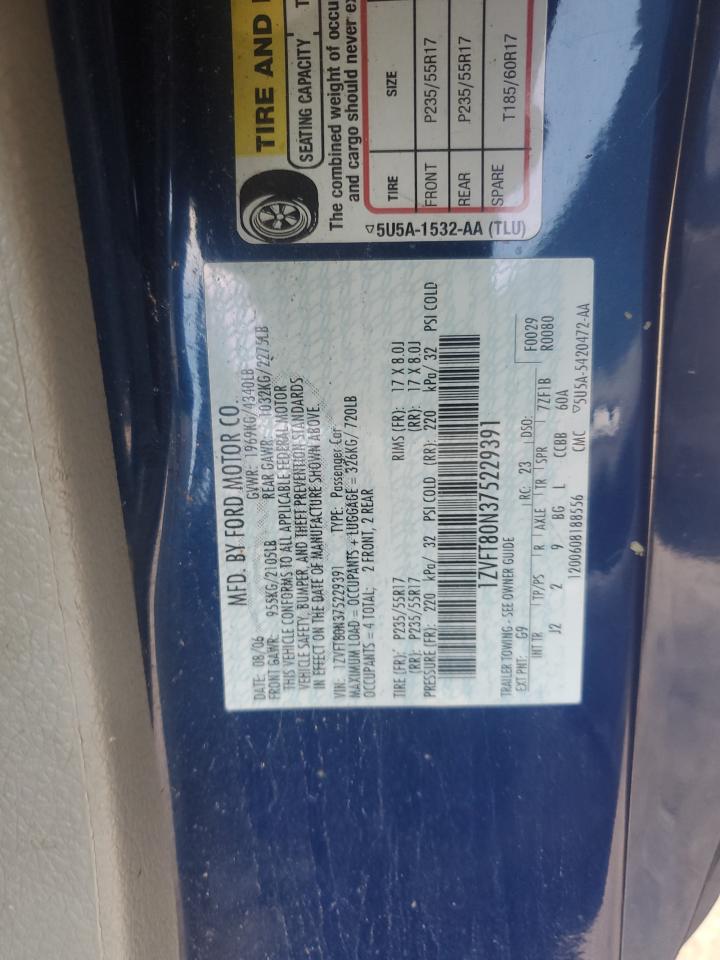 MFD. BY FORD MOTOR CO.
DATE: 08/06 GVWR: 1969KG/4340LB
FRONT GAWR: 955KG/2105LB REAR GAWR: 1032KG/2275LB
THIS VEHICLE CONFORMS TO ALL APPLICABLE FEDERAL MOTOR
VEHICLE SAFETY, BUMPER, AND THEFT PREVENTION STANDARDS
IN EFFECT ON THE DATE OF MANUFACTURE SHOWN ABOVE.
VIN: 1ZVFT80N375229391 TYPE: Passenger Car
MAXIMUM LOAD = OCCUPANTS + LUGGAGE = 326KG/ 720LB
OCCUPANTS = 4 TOTAL; 2 FRONT, 2 REAR
TIRE (FR): P235/55R17 RIMS (FR): 17 X 8.0J
(RR): P235/55R17 (RR): 17 X 8.0J
PRESSURE (FR): 220 kPa/ 32 PSI COLD (RR): 220 kPa/ 32 PSI COLD
1ZVFT80N375229391
TRAILER TOWING - SEE OWNER GUIDE
F0029
R0080
EXT PNT: G9 RC: 23 DSO:
INT TR TP/PS R AXLE TR SPR 7ZF1B
J2 2 9 BG L CCBB 60A
1200608188556 CMC ▽5U5A-5420472-AA
TIRE AND
SEATING CAPACITY
The combined weight of occu
and cargo should never e
TIRE SIZE
FRONT P235/55R17
REAR P235/55R17
SPARE T185/60R17
▽5U5A-1532-AA (TLU)